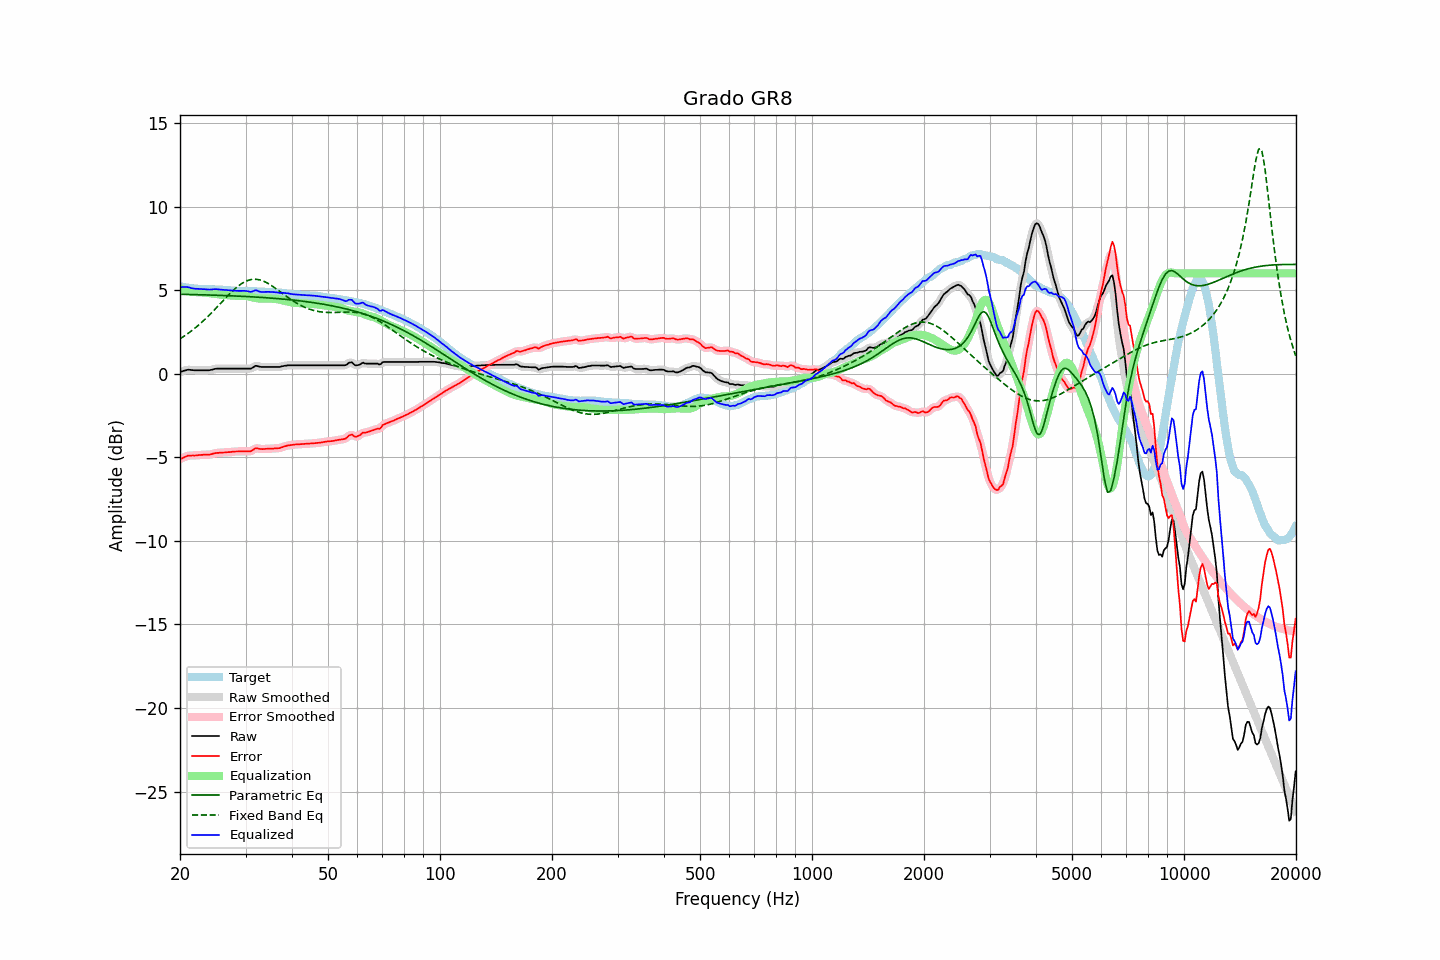 Grado GR8
15
10
5
0
−5
−10
−15
−20
−25
Amplitude (dBr)
Target
Raw Smoothed
Error Smoothed
Raw
Error
Equalization
Parametric Eq
Fixed Band Eq
Equalized
20 50 100 200 500 1000 2000 5000 10000 20000
Frequency (Hz)